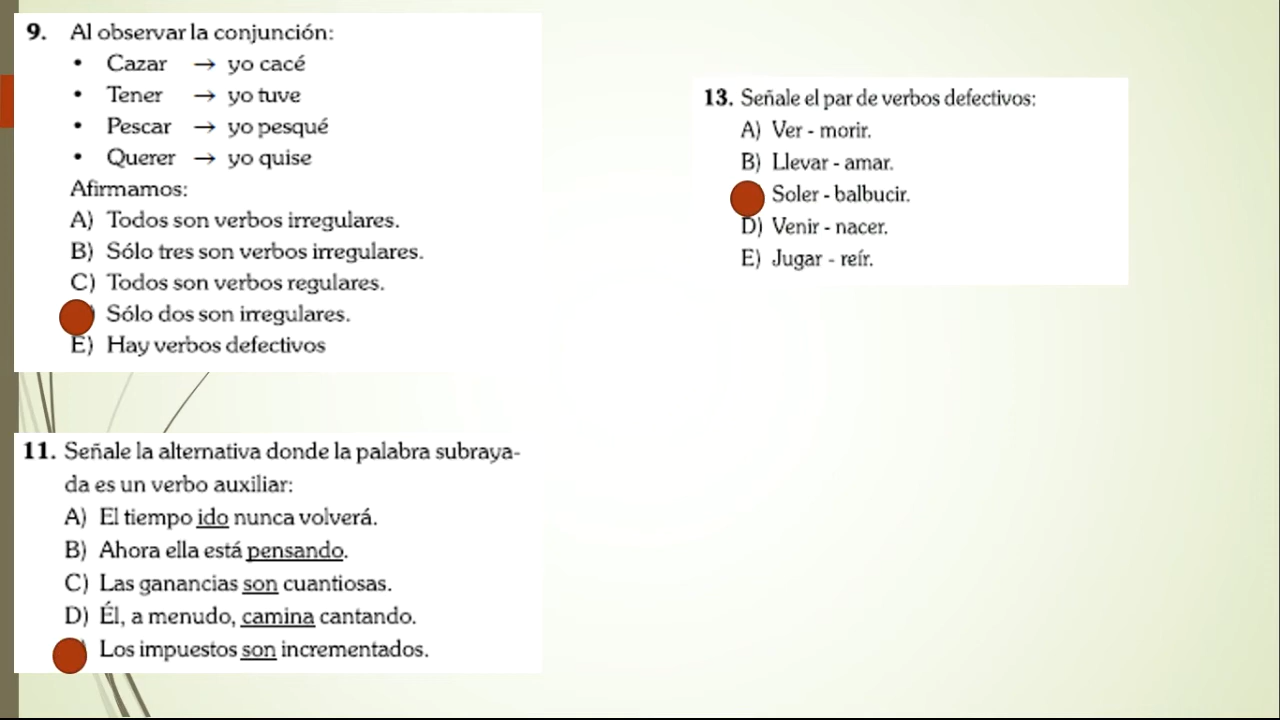 9. Al observar la conjunción:
• Cazar → yo cacé
• Tener → yo tuve
• Pescar → yo pesqué
• Querer → yo quise
Afirmamos:
A) Todos son verbos irregulares.
B) Sólo tres son verbos irregulares.
C) Todos son verbos regulares.
Sólo dos son irregulares.
E) Hay verbos defectivos
11. Señale la alternativa donde la palabra subraya-
da es un verbo auxiliar:
A) El tiempo ido nunca volverá.
B) Ahora ella está pensando.
C) Las ganancias son cuantiosas.
D) Él, a menudo, camina cantando.
Los impuestos son incrementados.
13. Señale el par de verbos defectivos:
A) Ver - morir.
B) Llevar - amar.
Soler - balbucir.
D) Venir - nacer.
E) Jugar - reír.